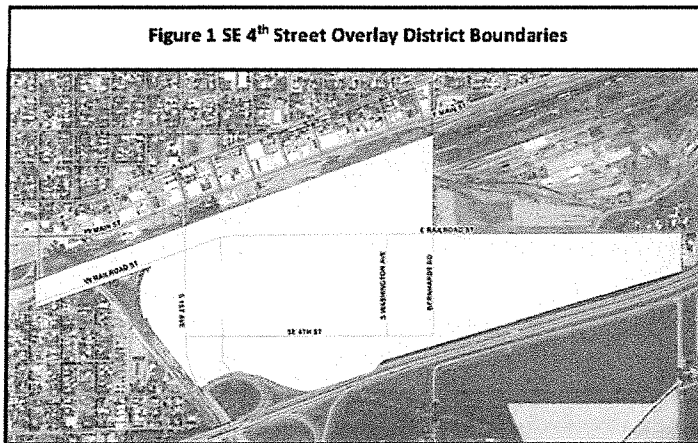 Figure 1 SE 4th Street Overlay District Boundaries
E MAIN ST
W MAIN ST
E RAILROAD ST
W RAILROAD ST
S 1ST AVE
S WASHINGTON AVE
BERNHARDT RD
SE 4TH ST